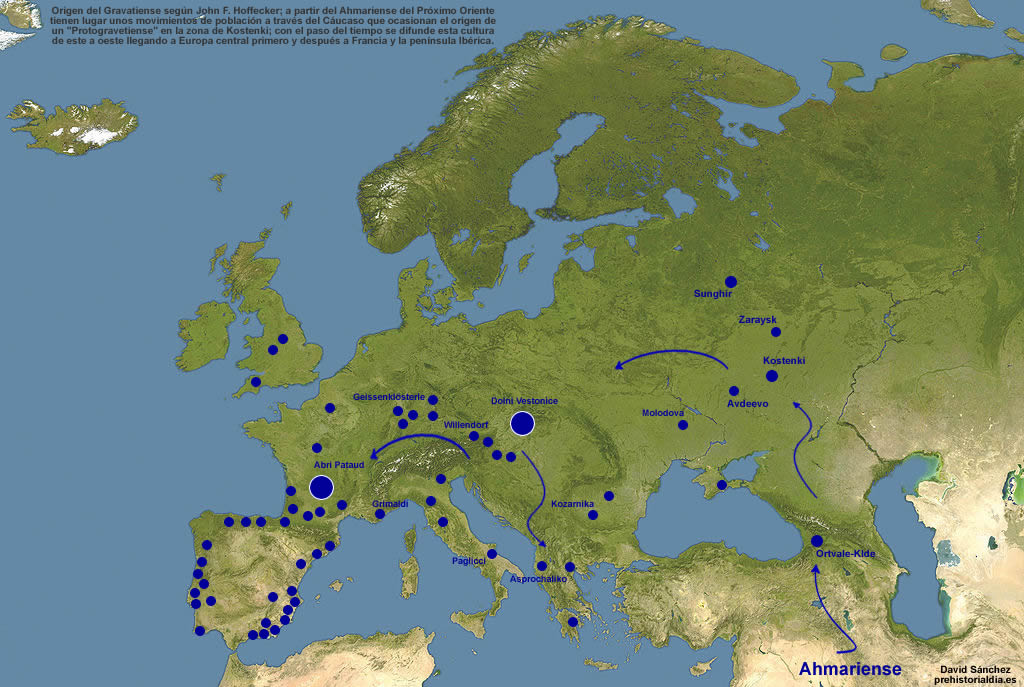 Origen del Gravatiense según John F. Hoffecker; a partir del Ahmariense del Próximo Oriente
tienen lugar unos movimientos de población a través del Cáucaso que ocasionan el origen de
un "Protogravetiense" en la zona de Kostenki; con el paso del tiempo se difunde esta cultura
de este a oeste llegando a Europa central primero y después a Francia y la península Ibérica.
Sunghir
Zaraysk
Kostenki
Avdeevo
Geissenklösterle
Dolni Vestonice
Molodova
Willendorf
Abri Pataud
Grimaldi
Kozarnika
Ortvale-Klde
Paglicci
Asprochaliko
Ahmariense
David Sánchez
prehistorialdia.es